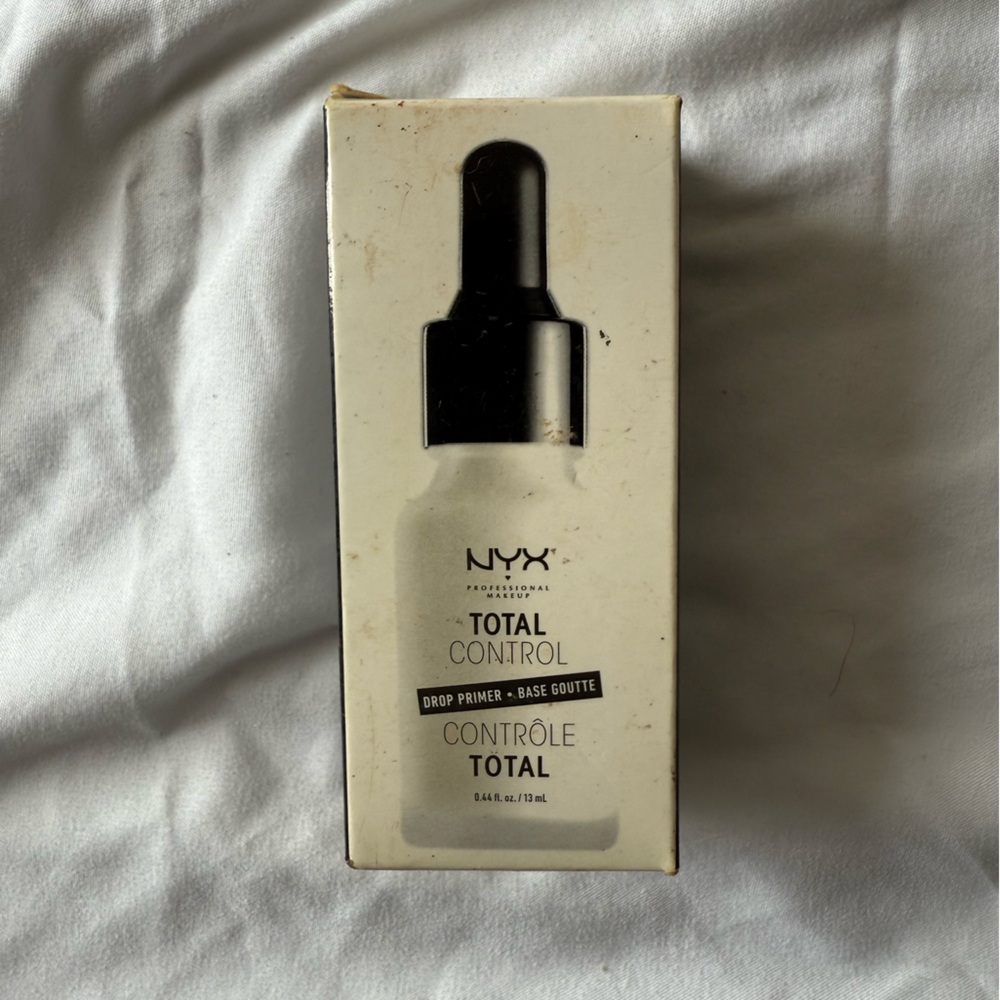 NYX
PROFESSIONAL
MAKEUP
TOTAL
CONTROL
DROP PRIMER • BASE GOUTTE
CONTRÔLE
TOTAL
0.44 fl. oz. / 13 mL